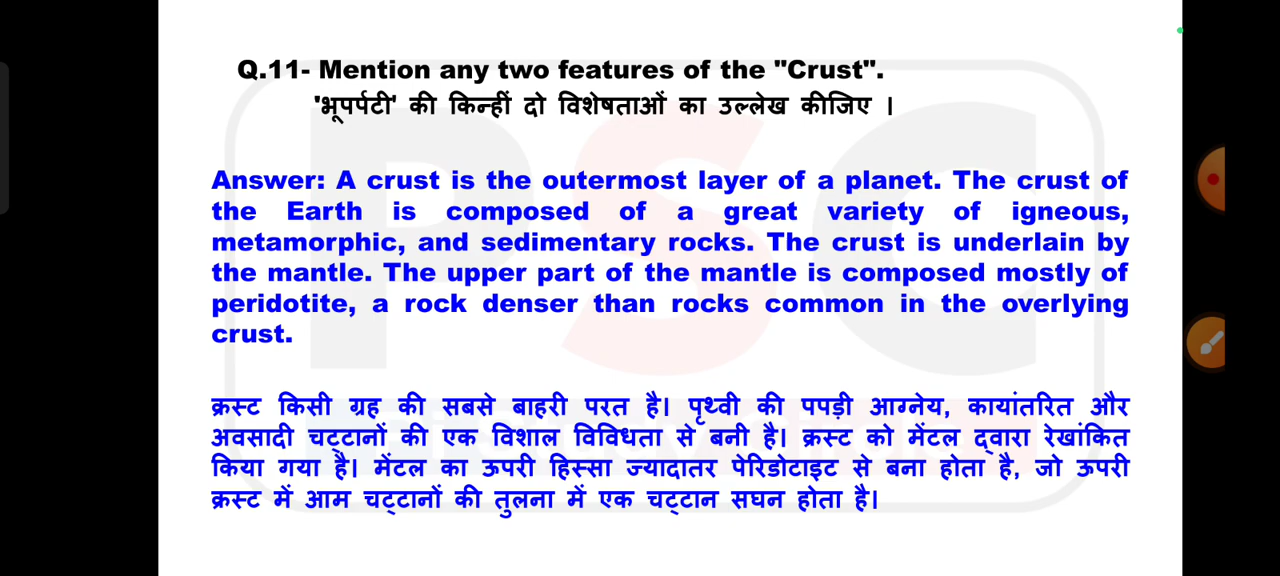 Q.11- Mention any two features of the "Crust".
'भूपर्पटी' की किन्हीं दो विशेषताओं का उल्लेख कीजिए ।
Answer: A crust is the outermost layer of a planet. The crust of
the Earth is composed of a great variety of igneous,
metamorphic, and sedimentary rocks. The crust is underlain by
the mantle. The upper part of the mantle is composed mostly of
peridotite, a rock denser than rocks common in the overlying
crust.
क्रस्ट किसी ग्रह की सबसे बाहरी परत है। पृथ्वी की पपड़ी आग्नेय, कायांतरित और
अवसादी चट्टानों की एक विशाल विविधता से बनी है। क्रस्ट को मेंटल द्वारा रेखांकित
किया गया है। मेंटल का ऊपरी हिस्सा ज्यादातर पेरिडोटाइट से बना होता है, जो ऊपरी
क्रस्ट में आम चट्टानों की तुलना में एक चट्टान सघन होता है।
PSC